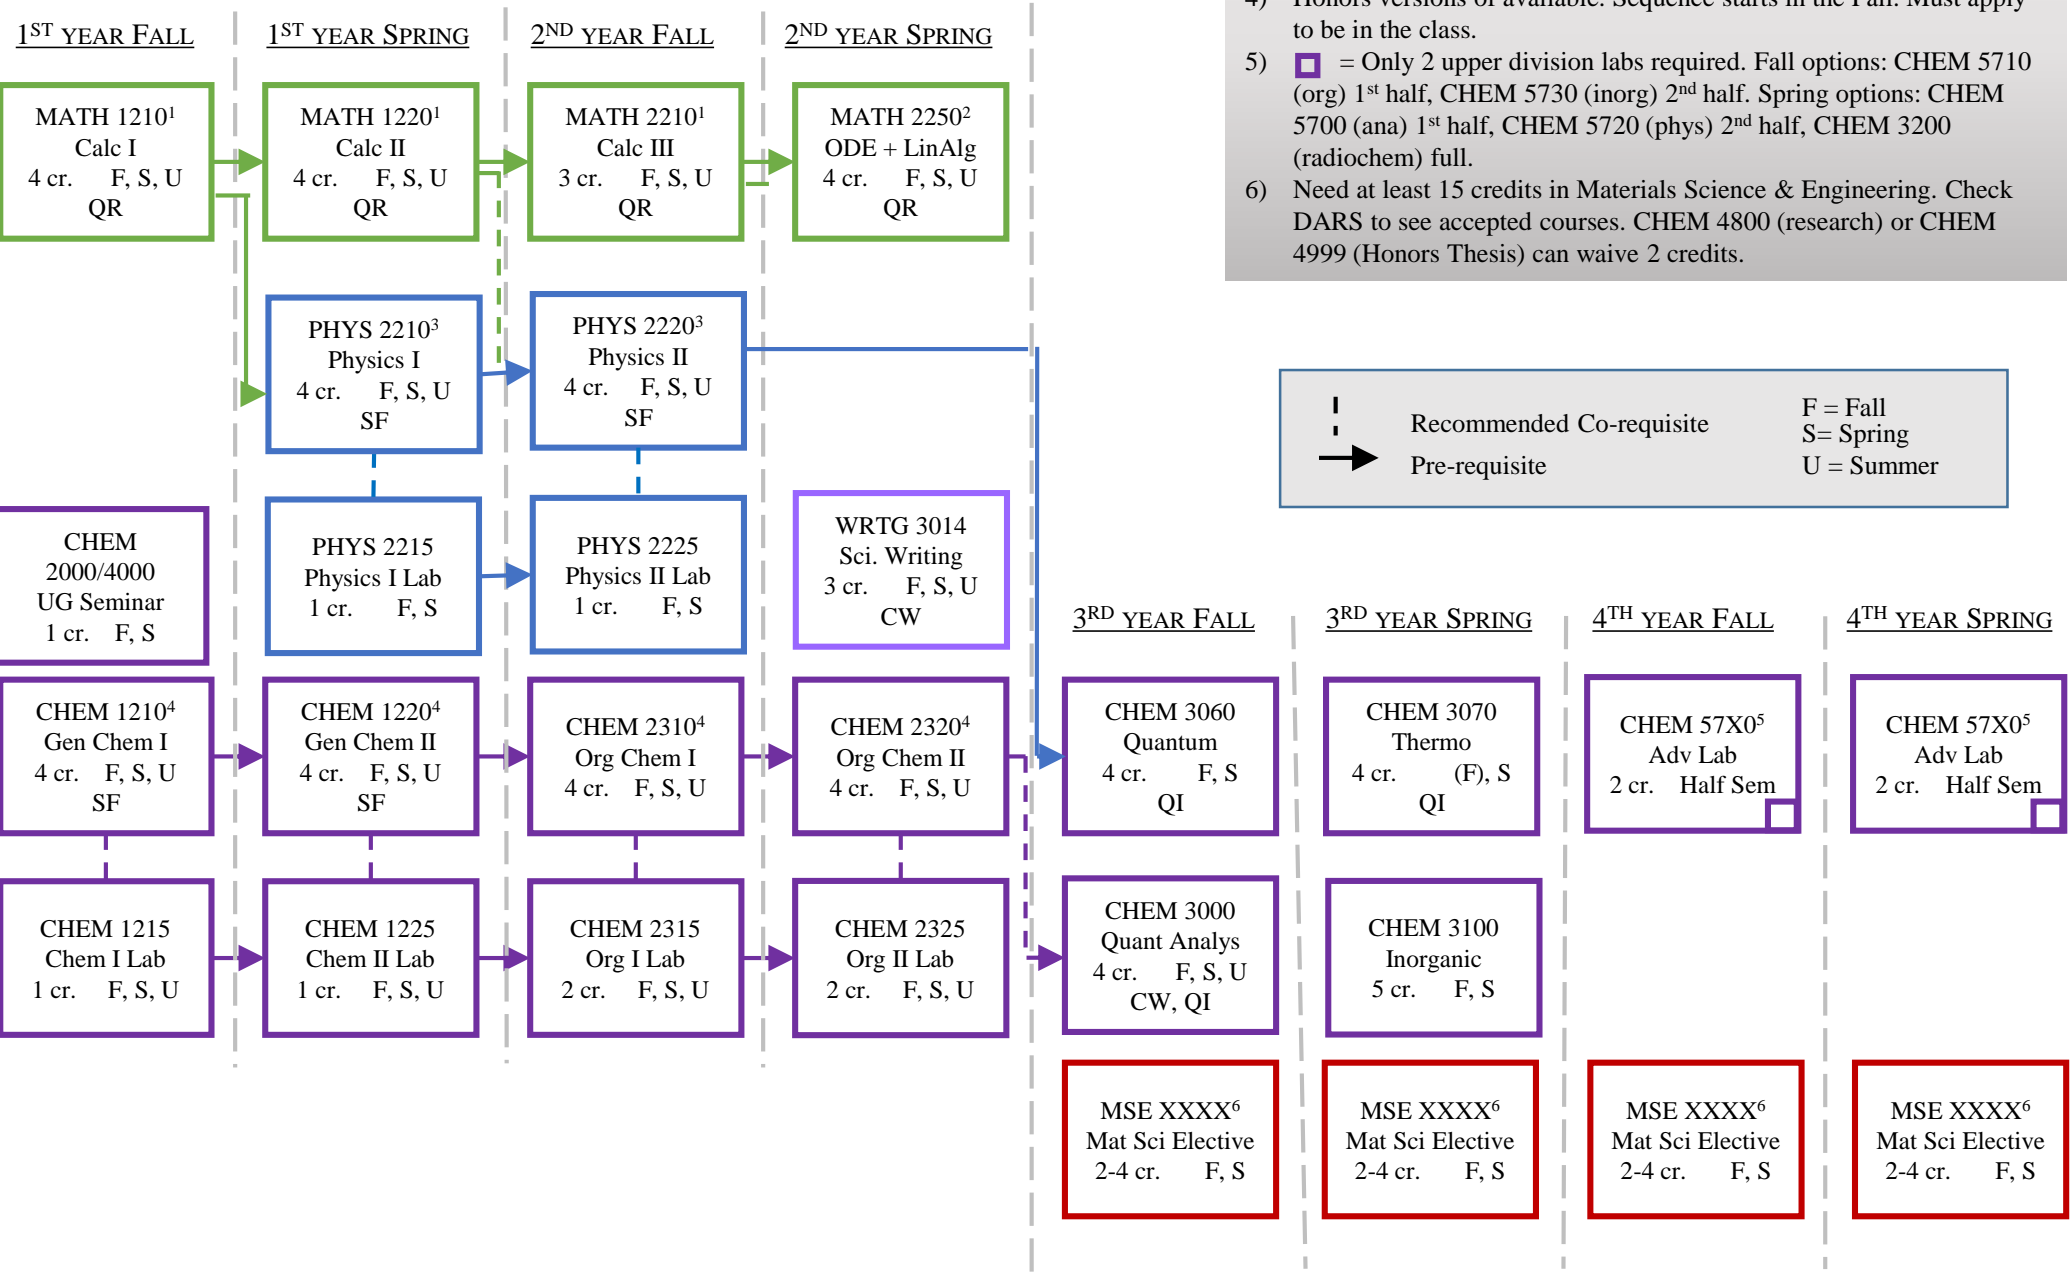 4) Honors versions of available. Sequence starts in the Fall. Must apply
to be in the class.
5) = Only 2 upper division labs required. Fall options: CHEM 5710
(org) 1st half, CHEM 5730 (inorg) 2nd half. Spring options: CHEM
5700 (ana) 1st half, CHEM 5720 (phys) 2nd half, CHEM 3200
(radiochem) full.
6) Need at least 15 credits in Materials Science & Engineering. Check
DARS to see accepted courses. CHEM 4800 (research) or CHEM
4999 (Honors Thesis) can waive 2 credits.
1ST YEAR FALL
1ST YEAR SPRING
2ND YEAR FALL
2ND YEAR SPRING
MATH 12101
Calc I
4 cr. F, S, U
QR
MATH 12201
Calc II
4 cr. F, S, U
QR
MATH 22101
Calc III
3 cr. F, S, U
QR
MATH 22502
ODE + LinAlg
4 cr. F, S, U
QR
PHYS 22103
Physics I
4 cr. F, S, U
SF
PHYS 22203
Physics II
4 cr. F, S, U
SF
Recommended Co-requisite
Pre-requisite
F = Fall
S= Spring
U = Summer
CHEM
2000/4000
UG Seminar
1 cr. F, S
PHYS 2215
Physics I Lab
1 cr. F, S
PHYS 2225
Physics II Lab
1 cr. F, S
WRTG 3014
Sci. Writing
3 cr. F, S, U
CW
3RD YEAR FALL
3RD YEAR SPRING
4TH YEAR FALL
4TH YEAR SPRING
CHEM 12104
Gen Chem I
4 cr. F, S, U
SF
CHEM 12204
Gen Chem II
4 cr. F, S, U
SF
CHEM 23104
Org Chem I
4 cr. F, S, U
CHEM 23204
Org Chem II
4 cr. F, S, U
CHEM 3060
Quantum
4 cr. F, S
QI
CHEM 3070
Thermo
4 cr. (F), S
QI
CHEM 57X05
Adv Lab
2 cr. Half Sem
CHEM 57X05
Adv Lab
2 cr. Half Sem
CHEM 1215
Chem I Lab
1 cr. F, S, U
CHEM 1225
Chem II Lab
1 cr. F, S, U
CHEM 2315
Org I Lab
2 cr. F, S, U
CHEM 2325
Org II Lab
2 cr. F, S, U
CHEM 3000
Quant Analys
4 cr. F, S, U
CW, QI
CHEM 3100
Inorganic
5 cr. F, S
MSE XXXX6
Mat Sci Elective
2-4 cr. F, S
MSE XXXX6
Mat Sci Elective
2-4 cr. F, S
MSE XXXX6
Mat Sci Elective
2-4 cr. F, S
MSE XXXX6
Mat Sci Elective
2-4 cr. F, S